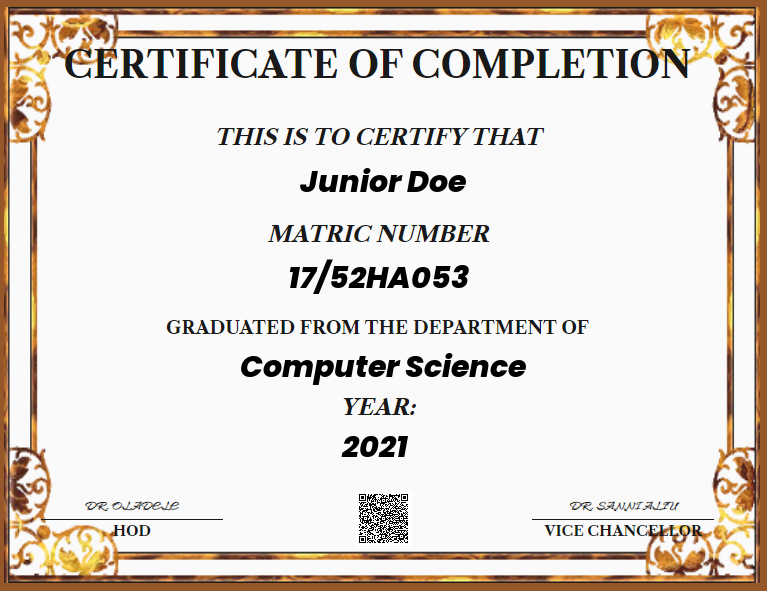 CERTIFICATE OF COMPLETION
THIS IS TO CERTIFY THAT
Junior Doe
MATRIC NUMBER
17/52HA053
GRADUATED FROM THE DEPARTMENT OF
Computer Science
YEAR:
2021
DR. OLADELE
DR. SANNI ALIU
HOD
VICE CHANCELLOR